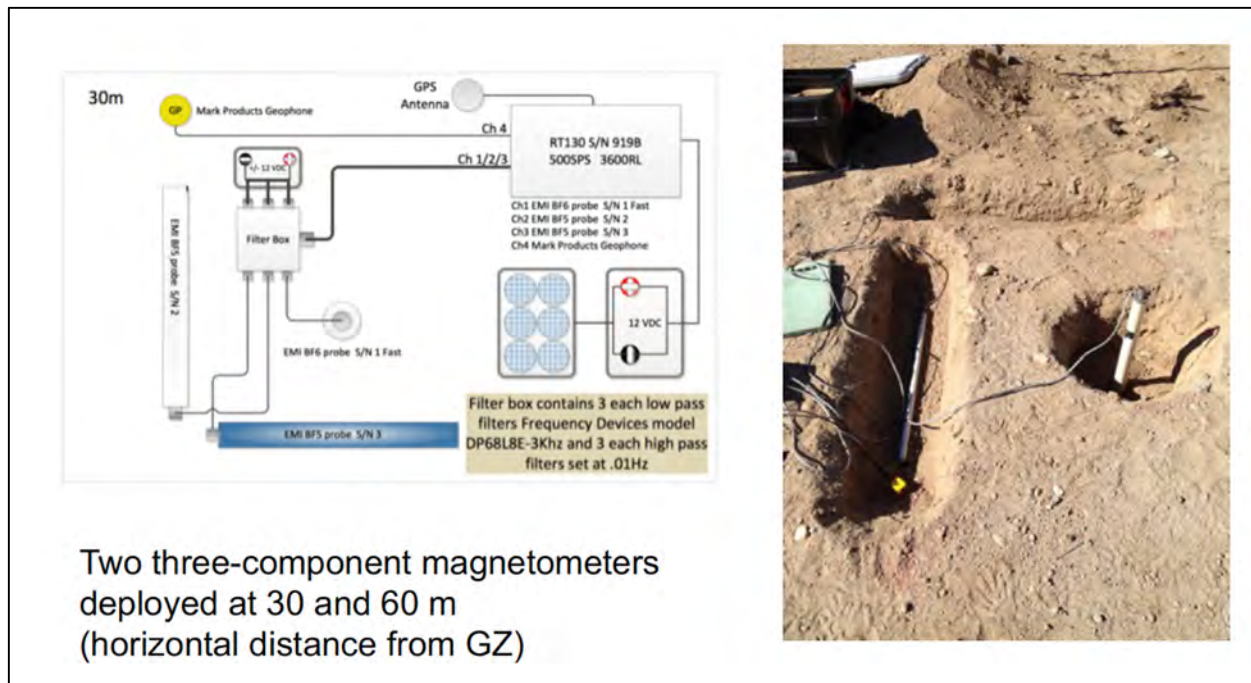 30m
GP
Mark Products Geophone
GPS
Antenna
Ch 4
Ch 1/2/3
RT130 S/N 919B
500SPS 3600RL
+/- 12 VDC
Filter Box
EMI BF5 probe S/N 2
Ch1 EMI BF6 probe S/N 1 Fast
Ch2 EMI BF5 probe S/N 2
Ch3 EMI BF5 probe S/N 3
Ch4 Mark Products Geophone
12 VDC
EMI BF6 probe S/N 1 Fast
EMI BF5 probe S/N 3
Filter box contains 3 each low pass
filters Frequency Devices model
DP68L8E-3Khz and 3 each high pass
filters set at .01Hz
Two three-component magnetometers
deployed at 30 and 60 m
(horizontal distance from GZ)